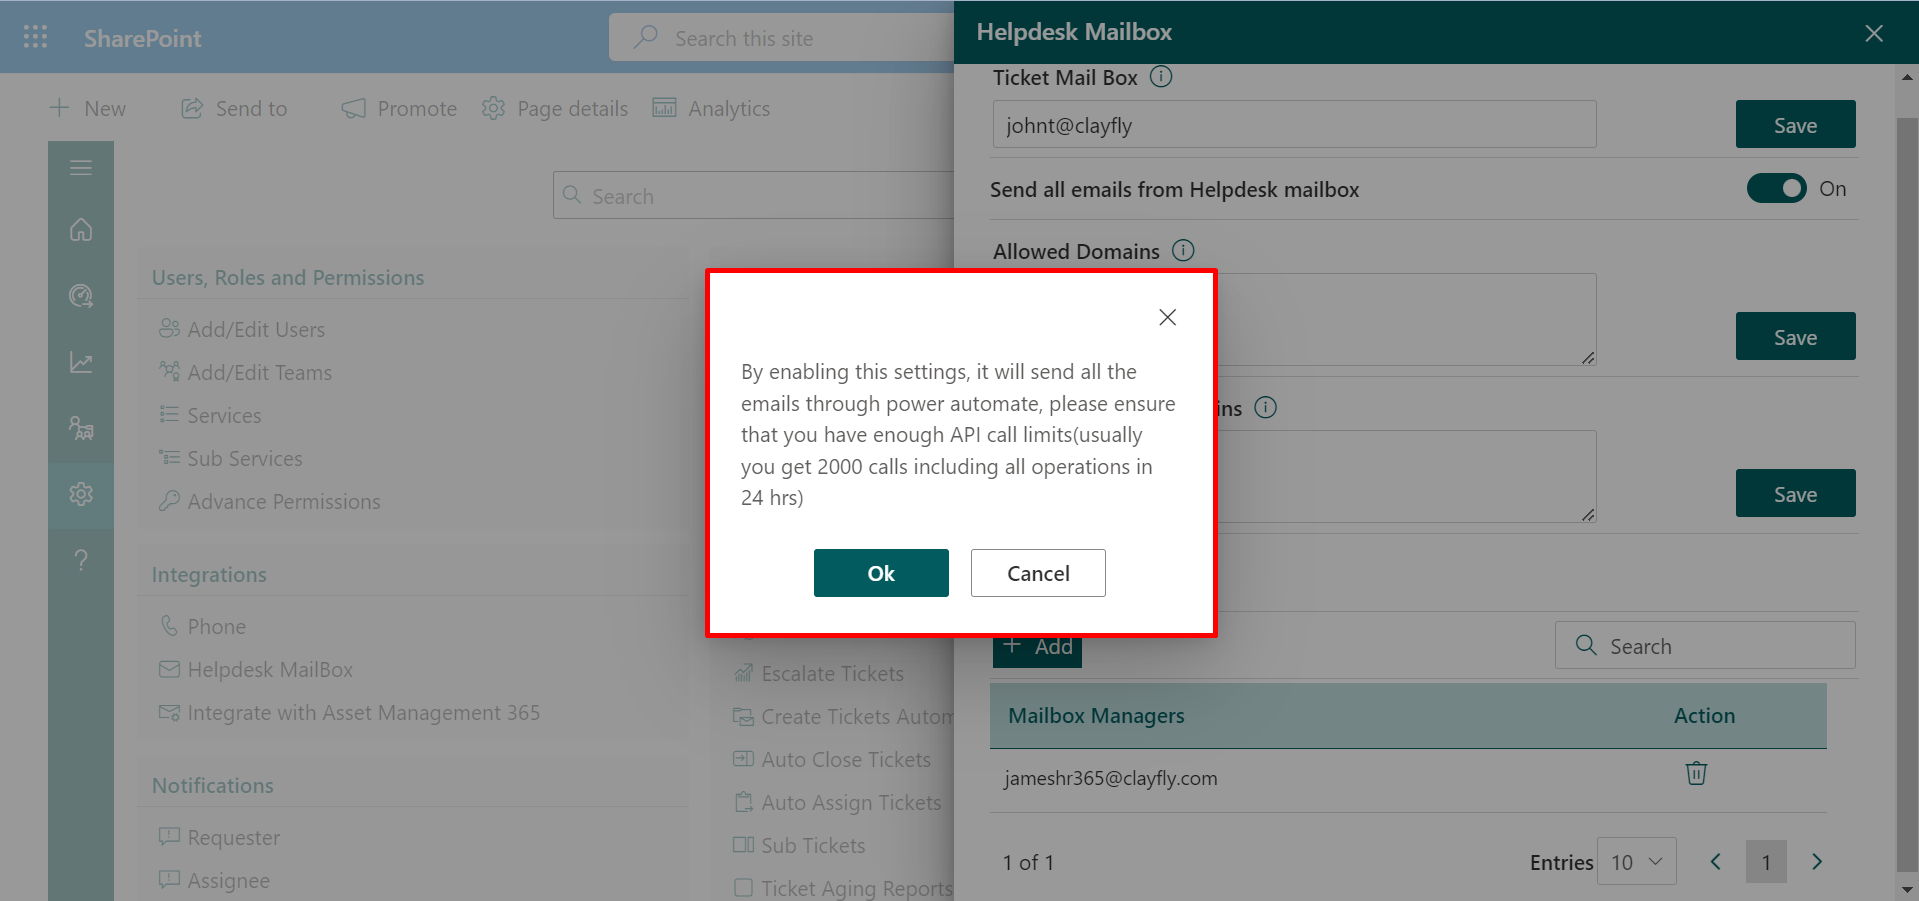 SharePoint
Search this site
New
Send to
Promote
Page details
Analytics
Search
Users, Roles and Permissions
Add/Edit Users
Add/Edit Teams
Services
Sub Services
Advance Permissions
Integrations
Phone
Helpdesk MailBox
Integrate with Asset Management 365
Notifications
Requester
Assignee
Escalate Tickets
Create Tickets Autom
Auto Close Tickets
Auto Assign Tickets
Sub Tickets
Ticket Aging Reports
Helpdesk Mailbox
Ticket Mail Box
johnt@clayfly
Save
Send all emails from Helpdesk mailbox
On
Allowed Domains
Save
ins
Save
By enabling this settings, it will send all the
emails through power automate, please ensure
that you have enough API call limits(usually
you get 2000 calls including all operations in
24 hrs)
Ok
Cancel
+ Add
Search
Mailbox Managers
Action
jameshr365@clayfly.com
1 of 1
Entries
10
1